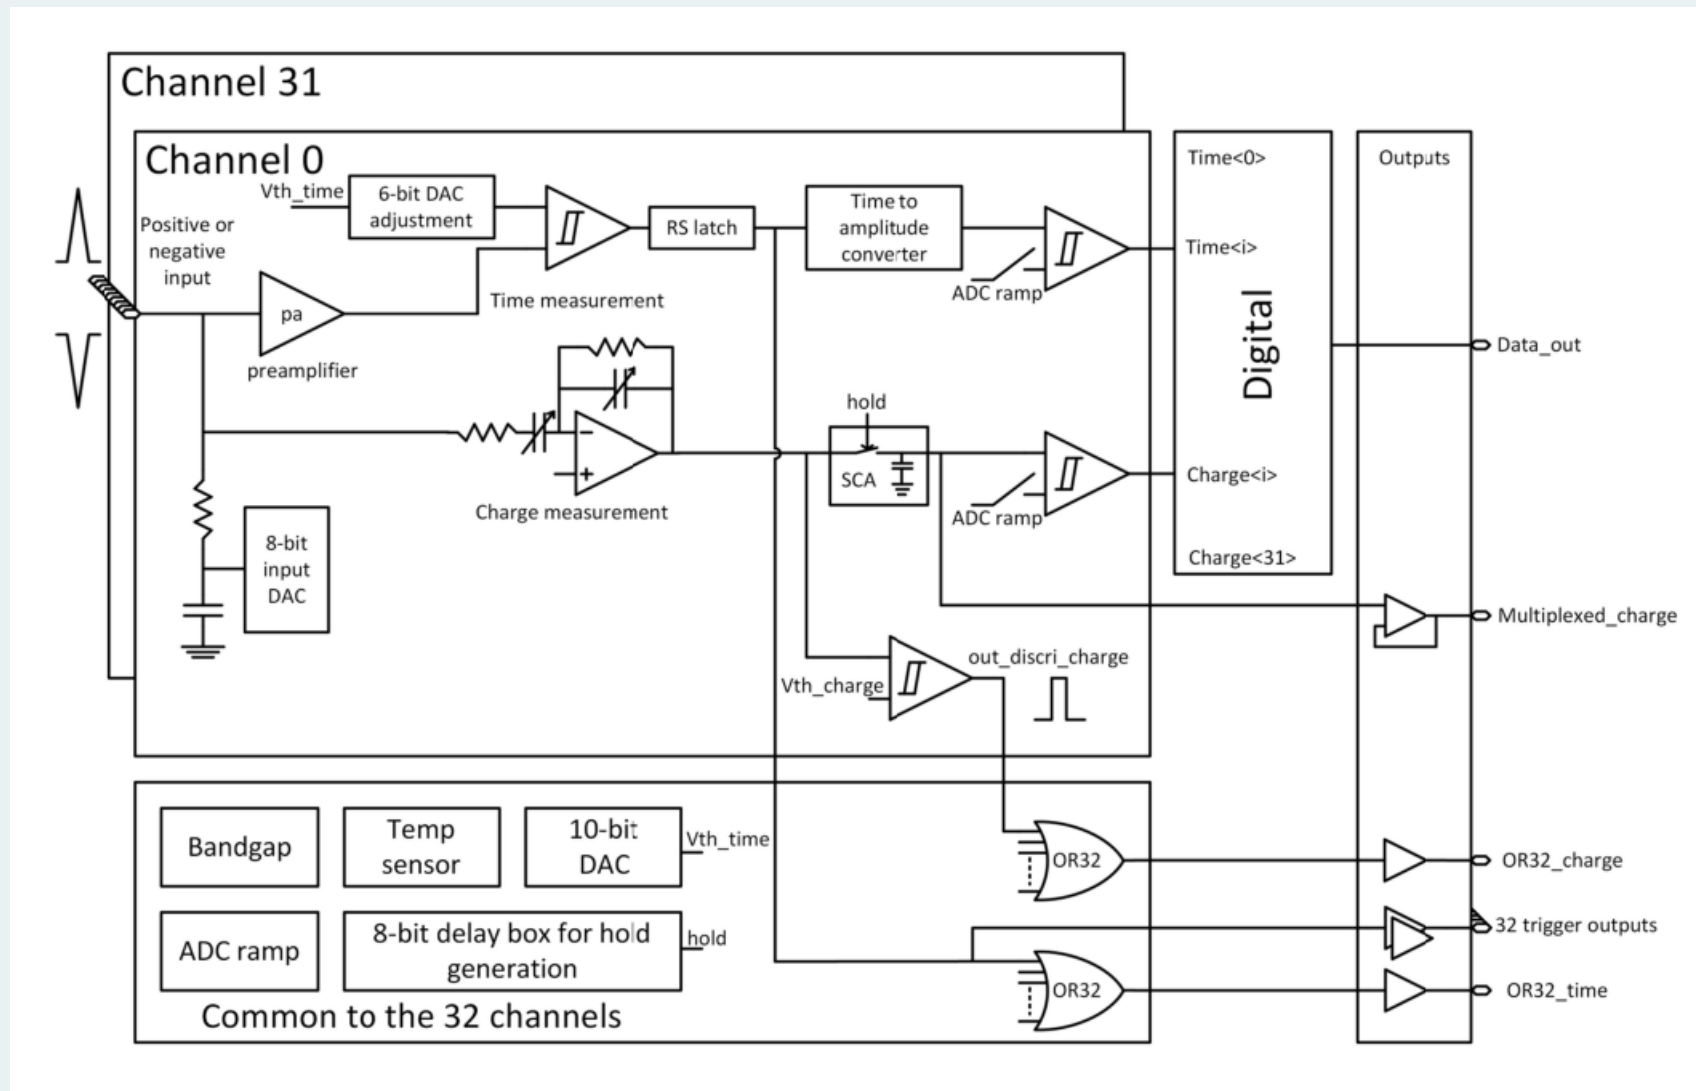 Channel 31
Channel 0
Vth_time
6-bit DAC
adjustment
RS latch
Time to
amplitude
converter
ADC ramp
Positive or
negative
input
pa
preamplifier
Time measurement
-
+
Charge measurement
hold
SCA
ADC ramp
8-bit
input
DAC
Vth_charge
out_discri_charge
Time<0>
Time<i>
Digital
Charge<i>
Charge<31>
Outputs
Data_out
Multiplexed_charge
OR32_charge
32 trigger outputs
OR32_time
Bandgap
Temp
sensor
10-bit
DAC
Vth_time
ADC ramp
8-bit delay box for hold
generation
hold
OR32
OR32
Common to the 32 channels